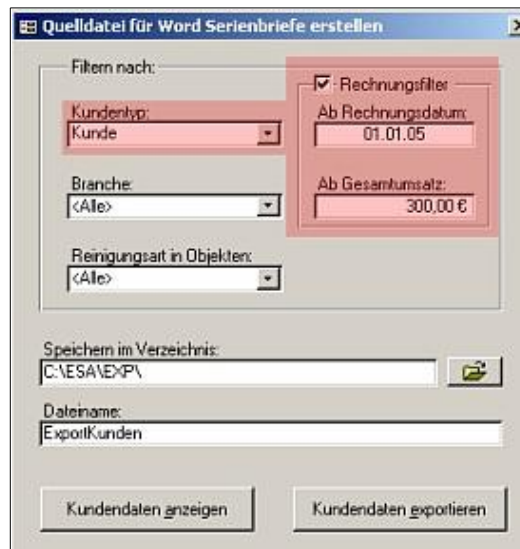 Quelldatei für Word Serienbriefe erstellen
Filtern nach:
Rechnungsfilter
Kundentyp:
Kunde
Ab Rechnungsdatum:
01.01.05
Branche:
<Alle>
Ab Gesamtumsatz:
300,00 €
Reinigungsart in Objekten:
<Alle>
Speichern im Verzeichnis:
C:\ESA\EXP\
Dateiname:
ExportKunden
Kundendaten anzeigen
Kundendaten exportieren